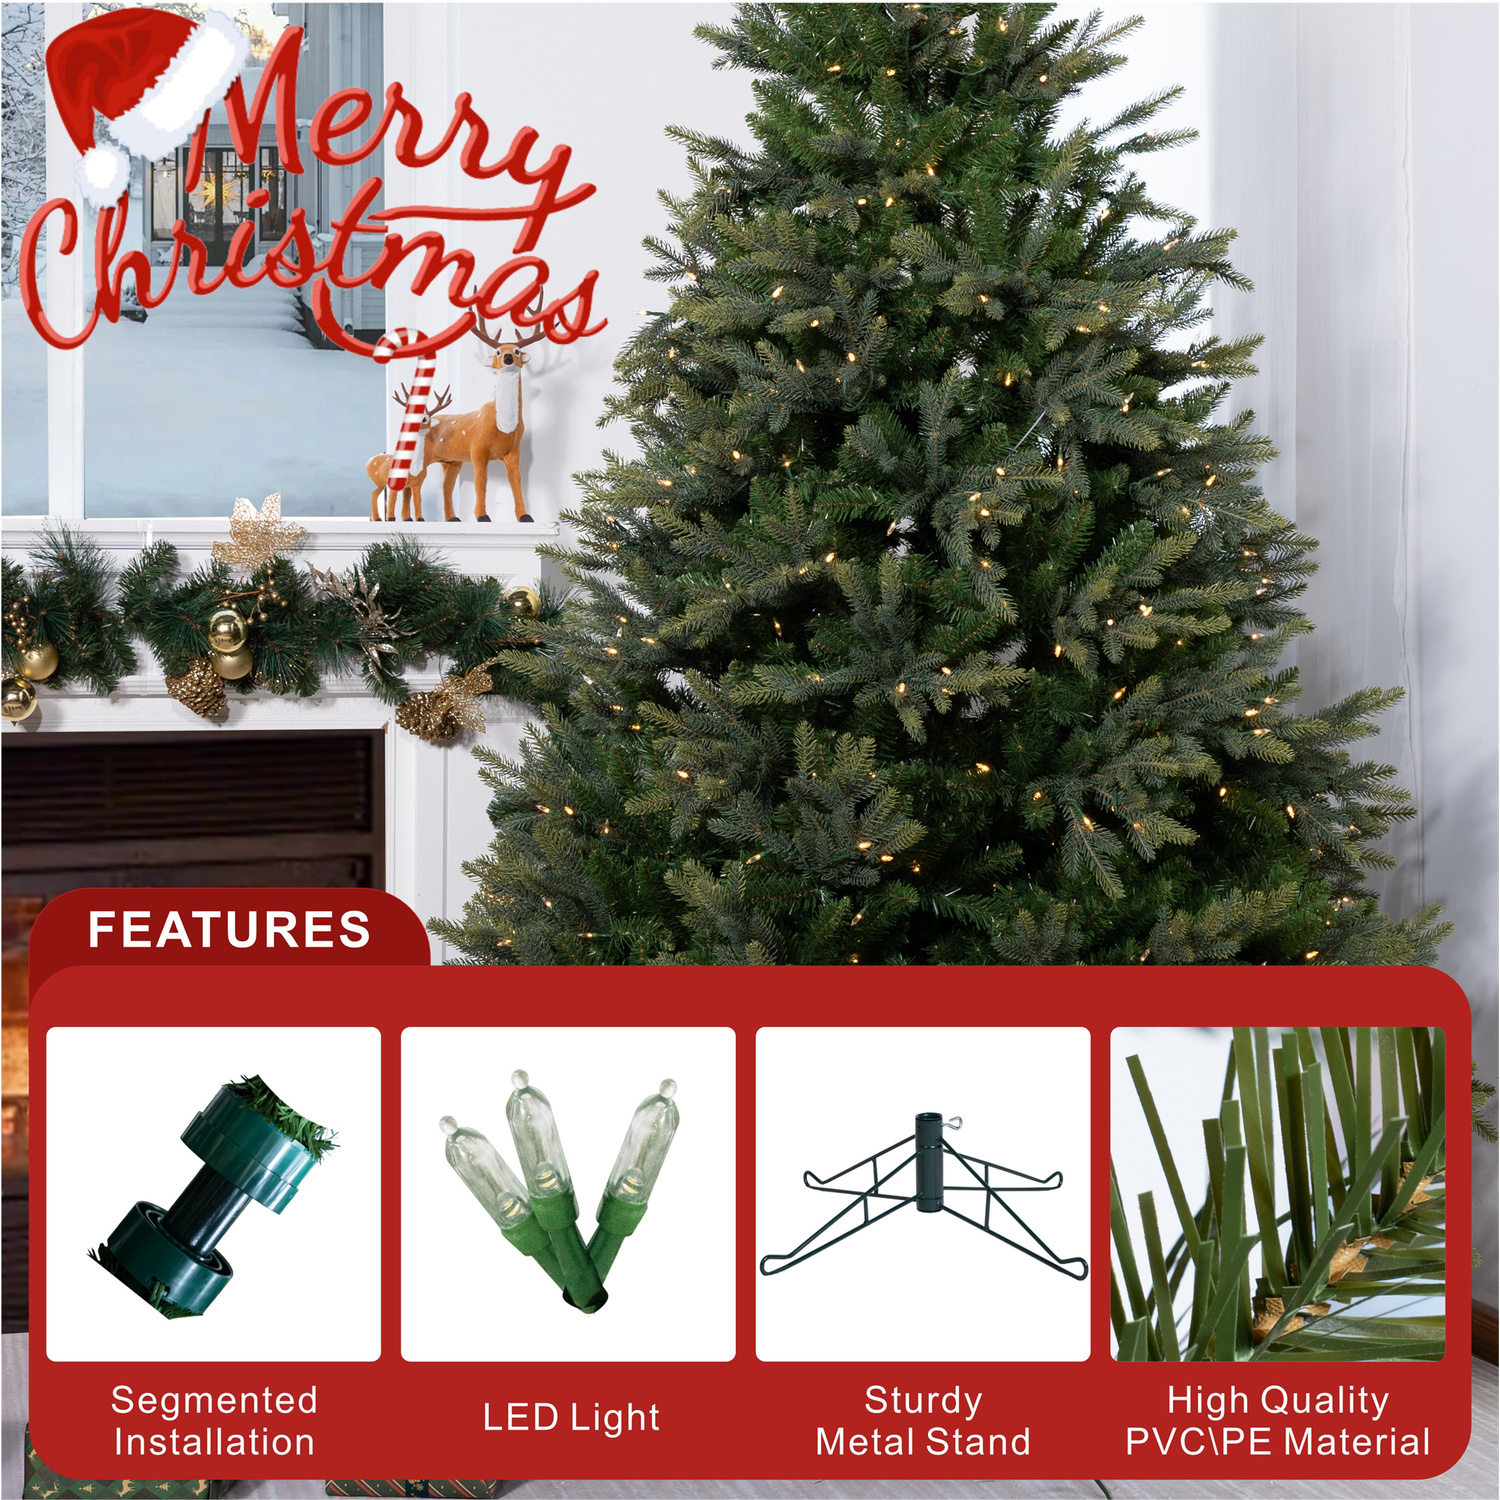 Merry
Christmas
FEATURES
Segmented
Installation
LED Light
Sturdy
Metal Stand
High Quality
PVC\PE Material